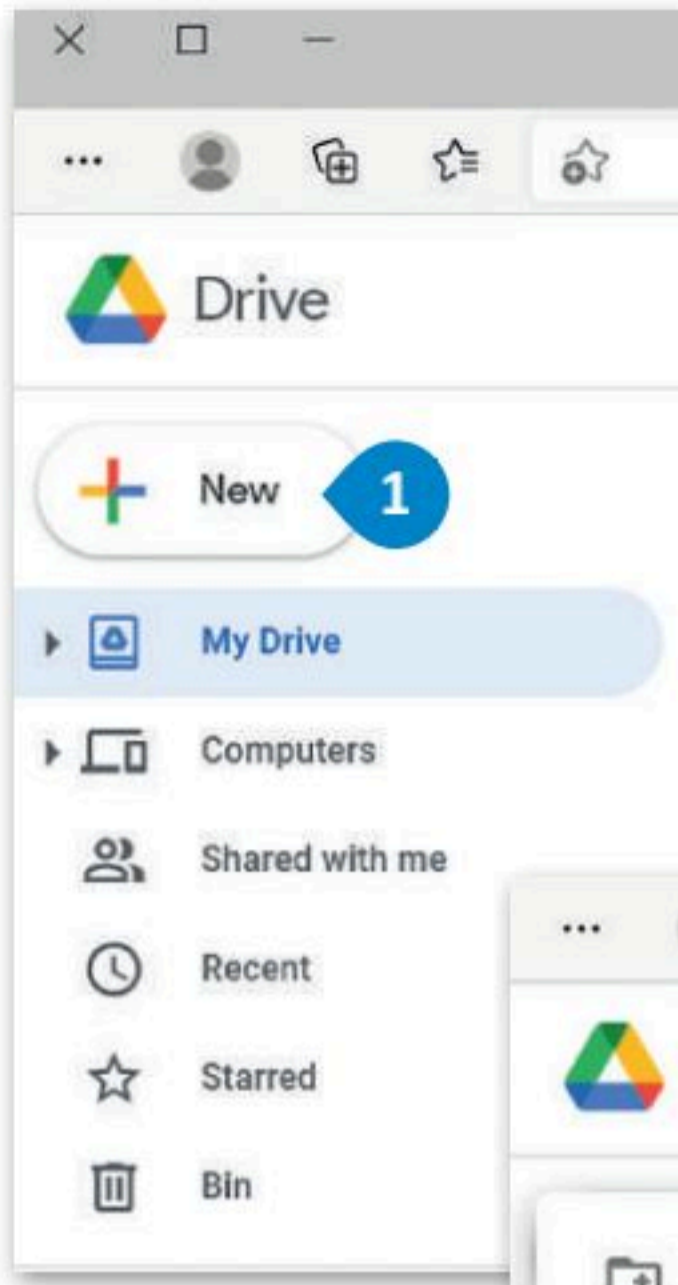 Drive
New
1
My Drive
Computers
Shared with me
Recent
Starred
Bin